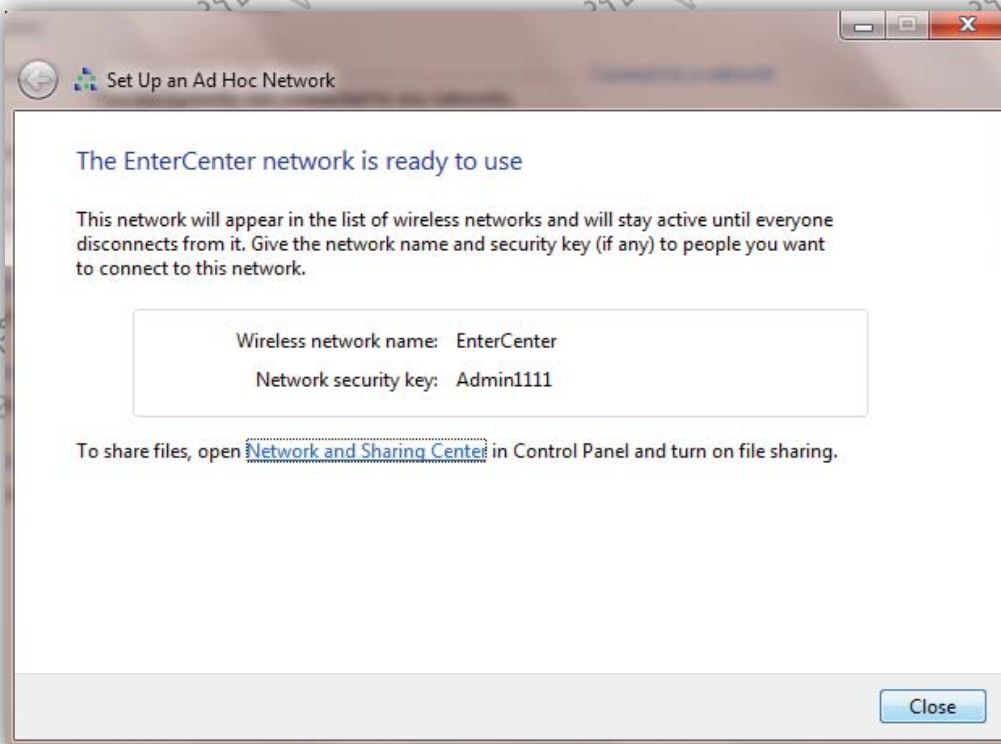 Set Up an Ad Hoc Network
The EnterCenter network is ready to use
This network will appear in the list of wireless networks and will stay active until everyone
disconnects from it. Give the network name and security key (if any) to people you want
to connect to this network.
Wireless network name: EnterCenter
Network security key: Admin1111
To share files, open Network and Sharing Center in Control Panel and turn on file sharing.
Close